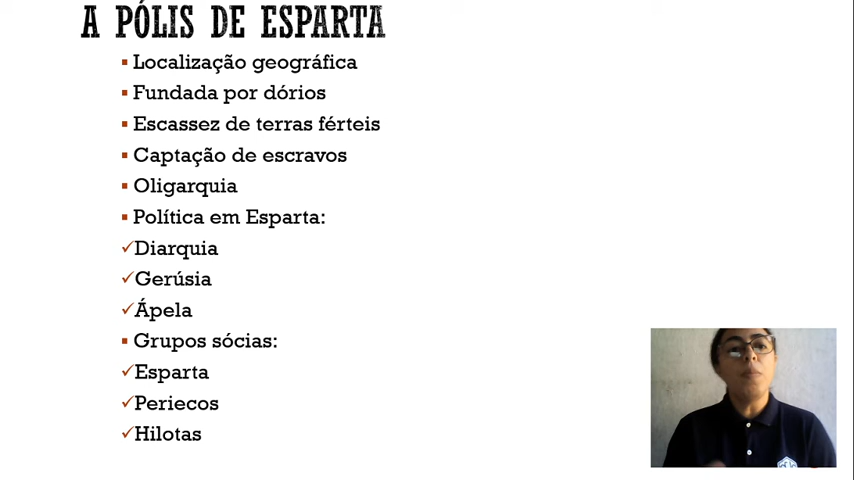 A PÓLIS DE ESPARTA
▪ Localização geográfica
▪ Fundada por dórios
▪ Escassez de terras férteis
▪ Captação de escravos
▪ Oligarquia
▪ Política em Esparta:
✓Diarquia
✓Gerúsia
✓Ápela
▪ Grupos sócias:
✓Esparta
✓Periecos
✓Hilotas